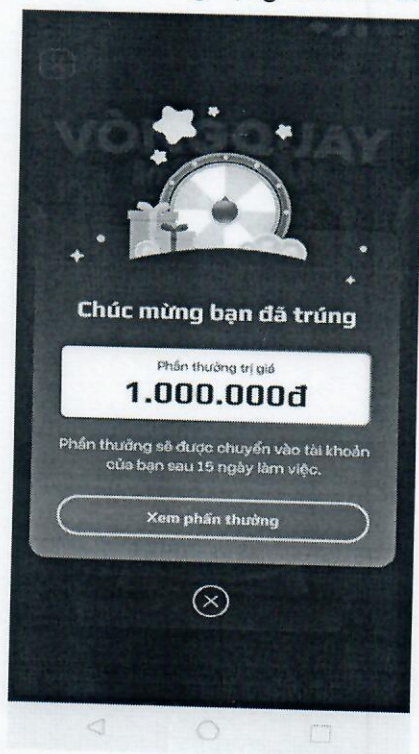 VÒNG QUAY
Chúc mừng bạn đã trúng
Phần thưởng trị giá
1.000.000đ
Phần thưởng sẽ được chuyển vào tài khoản
của bạn sau 15 ngày làm việc.
Xem phần thưởng